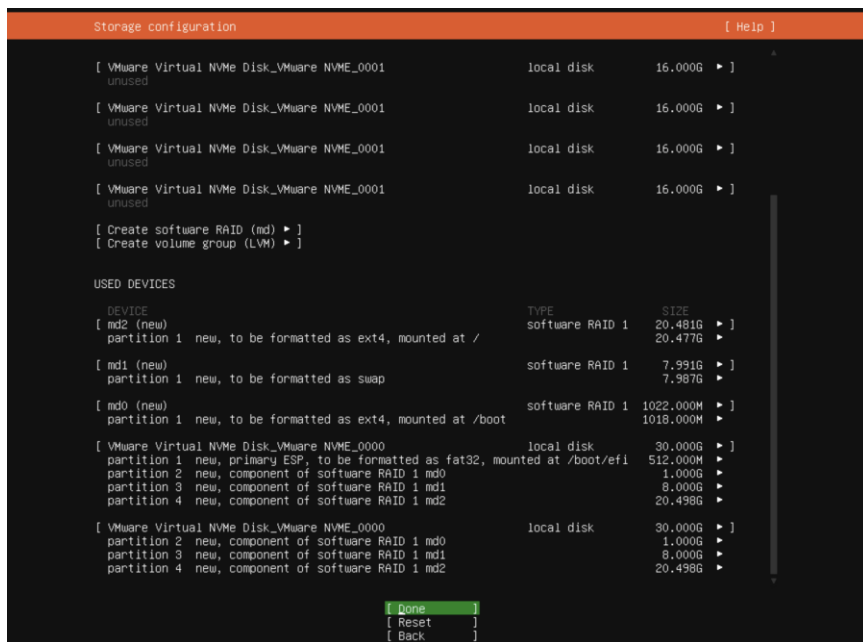 Storage configuration [ Help ]
[ VMware Virtual NVMe Disk_VMware NVME_0001 local disk 16.000G ► ]
unused
[ VMware Virtual NVMe Disk_VMware NVME_0001 local disk 16.000G ► ]
unused
[ VMware Virtual NVMe Disk_VMware NVME_0001 local disk 16.000G ► ]
unused
[ VMware Virtual NVMe Disk_VMware NVME_0001 local disk 16.000G ► ]
unused
[ Create software RAID (md) ► ]
[ Create volume group (LVM) ► ]
USED DEVICES
DEVICE TYPE SIZE
[ md2 (new) software RAID 1 20.481G ► ]
partition 1 new, to be formatted as ext4, mounted at / 20.477G ►
[ md1 (new) software RAID 1 7.991G ► ]
partition 1 new, to be formatted as swap 7.987G ►
[ md0 (new) software RAID 1 1022.000M ► ]
partition 1 new, to be formatted as ext4, mounted at /boot 1018.000M ►
[ VMware Virtual NVMe Disk_VMware NVME_0000 local disk 30.000G ► ]
partition 1 new, primary ESP, to be formatted as fat32, mounted at /boot/efi 512.000M ►
partition 2 new, component of software RAID 1 md0 1.000G ►
partition 3 new, component of software RAID 1 md1 8.000G ►
partition 4 new, component of software RAID 1 md2 20.498G ►
[ VMware Virtual NVMe Disk_VMware NVME_0000 local disk 30.000G ► ]
partition 2 new, component of software RAID 1 md0 1.000G ►
partition 3 new, component of software RAID 1 md1 8.000G ►
partition 4 new, component of software RAID 1 md2 20.498G ►
[ Done ]
[ Reset ]
[ Back ]